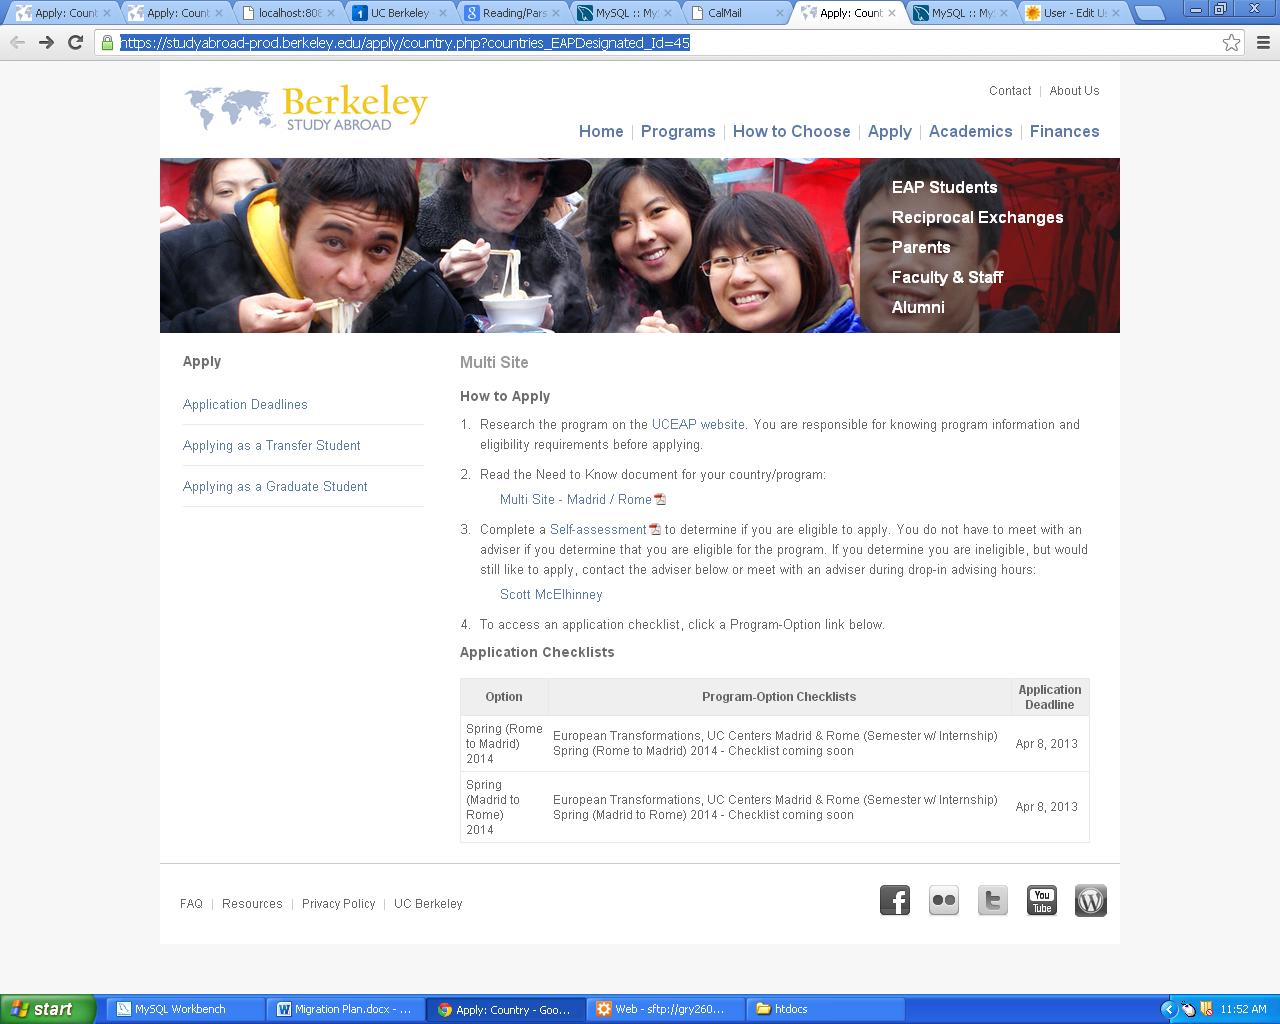 Apply: Count
Apply: Count
localhost:808
UC Berkeley
Reading/Pars
MySQL :: My
CalMail
Apply: Count
MySQL :: My
User - Edit U
https://studyabroad-prod.berkeley.edu/apply/country.php?countries_EAPDesignated_Id=45
Berkeley
STUDY ABROAD
Contact | About Us
Home | Programs | How to Choose | Apply | Academics | Finances
EAP Students
Reciprocal Exchanges
Parents
Faculty & Staff
Alumni
Apply
Application Deadlines
Applying as a Transfer Student
Applying as a Graduate Student
Multi Site
How to Apply
1. Research the program on the UCEAP website. You are responsible for knowing program information and
eligibility requirements before applying.
2. Read the Need to Know document for your country/program:
Multi Site - Madrid / Rome
3. Complete a Self-assessment to determine if you are eligible to apply. You do not have to meet with an
adviser if you determine that you are eligible for the program. If you determine you are ineligible, but would
still like to apply, contact the adviser below or meet with an adviser during drop-in advising hours:
Scott McElhinney
4. To access an application checklist, click a Program-Option link below.
Application Checklists
Option
Program-Option Checklists
Application
Deadline
Spring (Rome
to Madrid)
2014
European Transformations, UC Centers Madrid & Rome (Semester w/ Internship)
Spring (Rome to Madrid) 2014 - Checklist coming soon
Apr 8, 2013
Spring
(Madrid to
Rome)
2014
European Transformations, UC Centers Madrid & Rome (Semester w/ Internship)
Spring (Madrid to Rome) 2014 - Checklist coming soon
Apr 8, 2013
FAQ | Resources | Privacy Policy | UC Berkeley
You
Tube
start
MySQL Workbench
Migration Plan.docx - ...
Apply: Country - Goo...
Web - sftp://gry260...
htdocs
11:52 AM